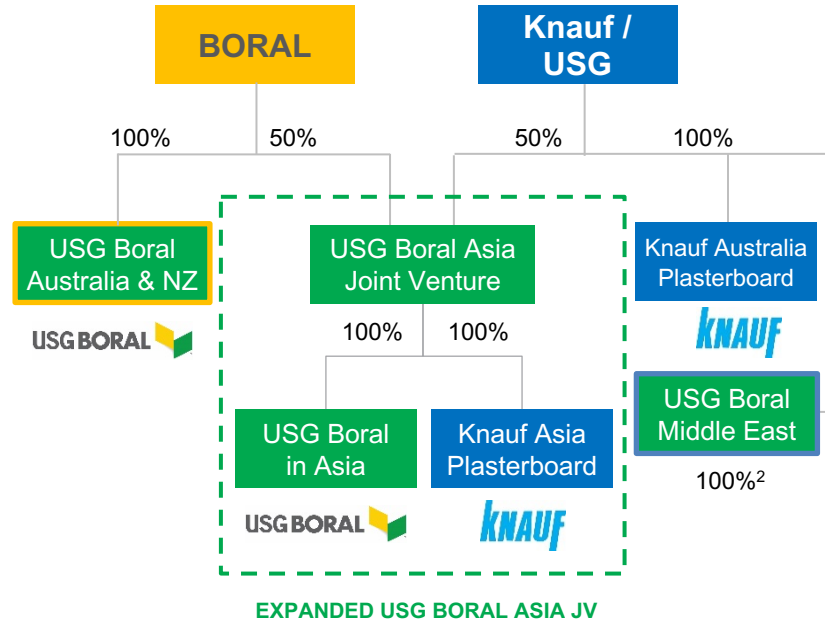 BORAL
Knauf /
USG
100%
50%
50%
100%
USG Boral
Australia & NZ
USG Boral Asia
Joint Venture
Knauf Australia
Plasterboard
USG BORAL
100%
100%
KNAUF
USG Boral
in Asia
Knauf Asia
Plasterboard
USG Boral
Middle East
100%²
USG BORAL
KNAUF
EXPANDED USG BORAL ASIA JV